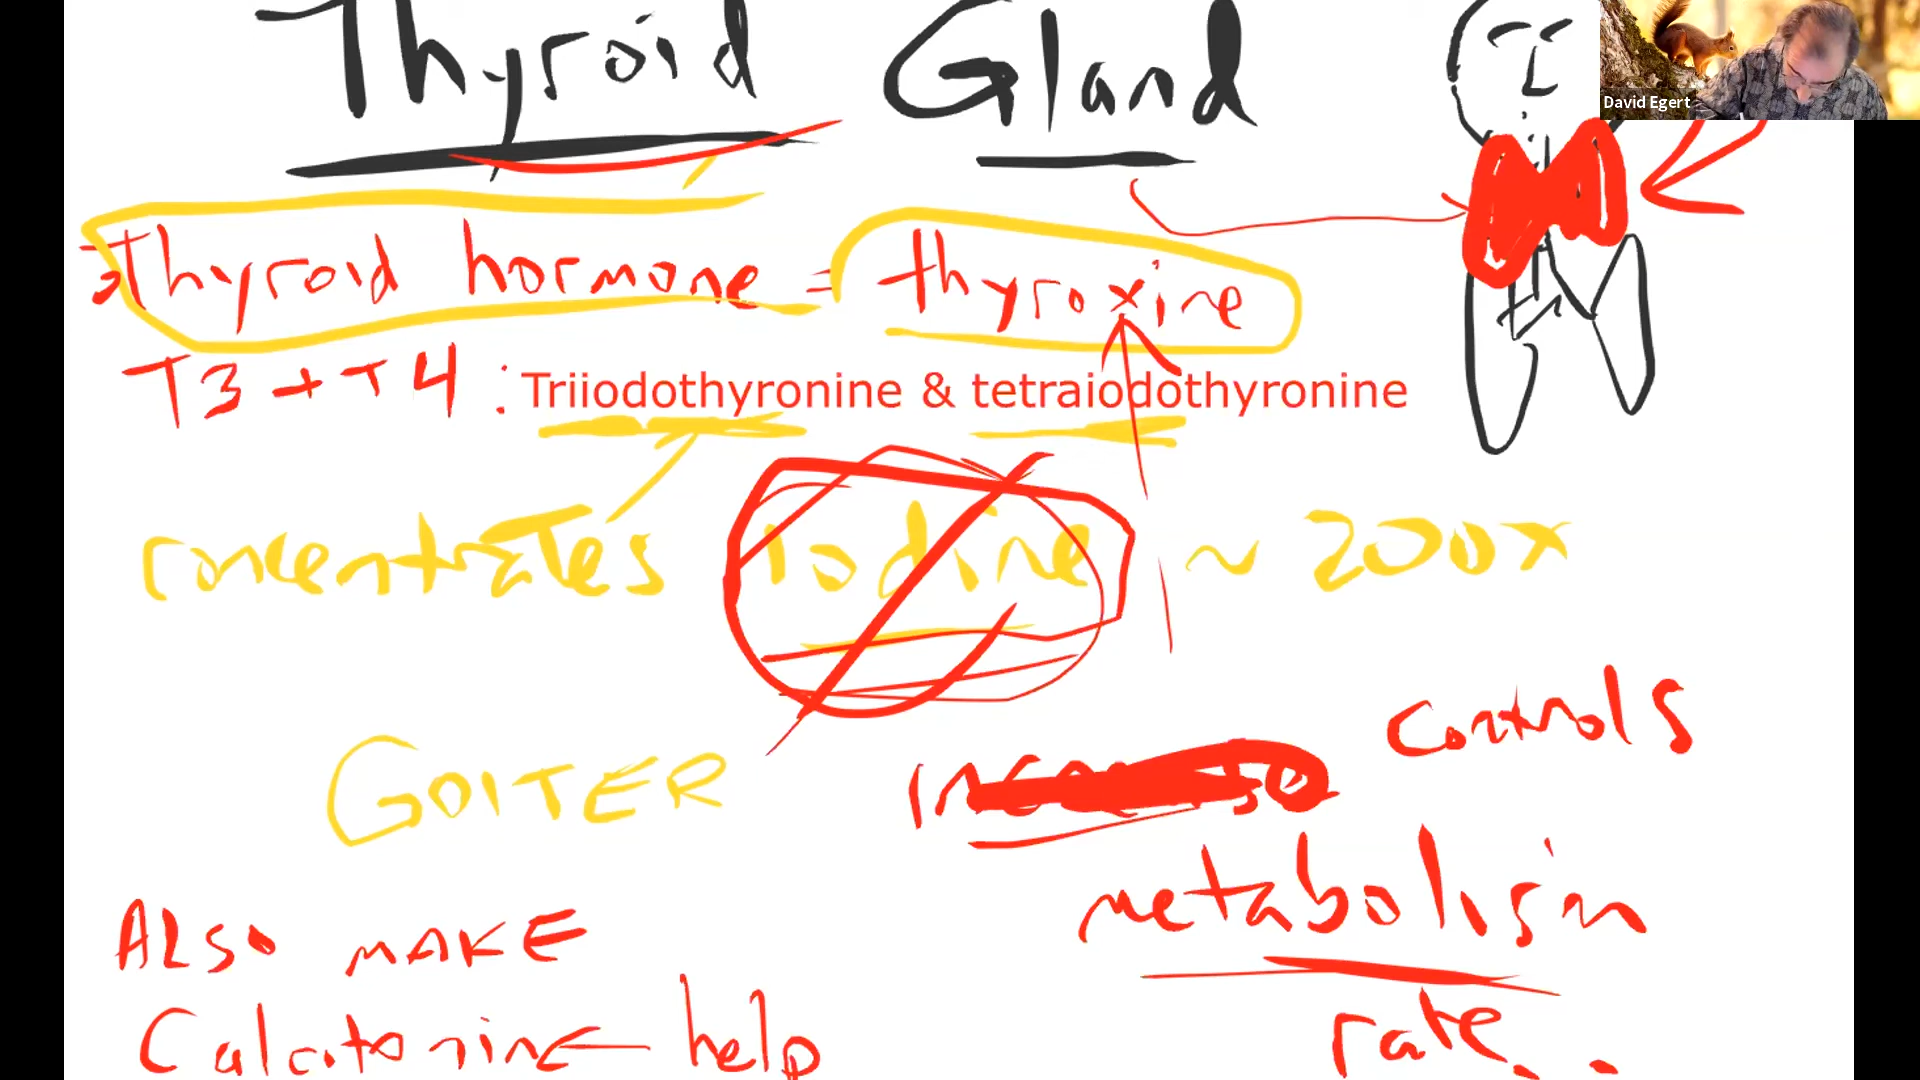 Thyroid Gland
David Egert
thyroid hormone = thyroxine
T3 + T4 : Triiodothyronine & tetraiodothyronine
concentrates iodine ~ 200x
controls
GOITER
metabolism
ALSO MAKE
rate..
Calcitonine help